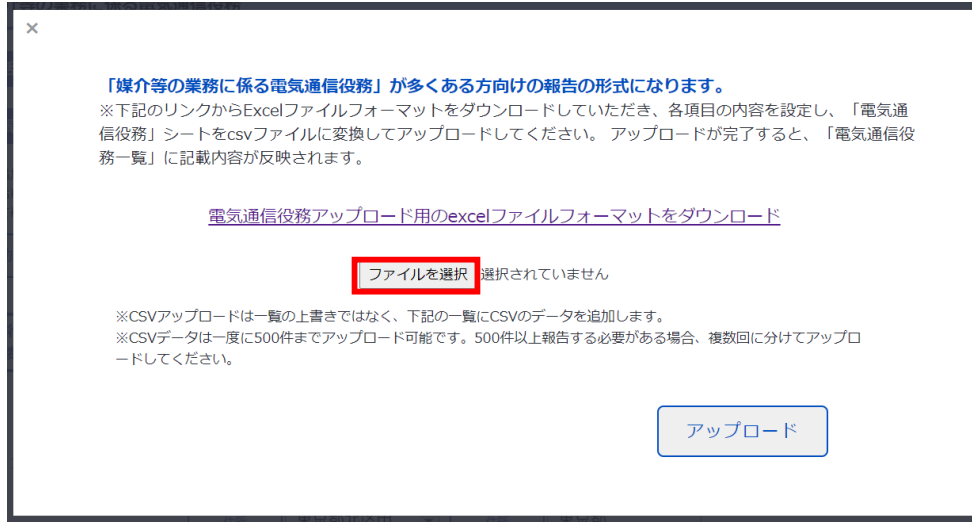 ×
「媒介等の業務に係る電気通信役務」が多くある方向けの報告の形式になります。
※下記のリンクからExcelファイルフォーマットをダウンロードしていただき、各項目の内容を設定し、「電気通
信役務」シートをcsvファイルに変換してアップロードしてください。 アップロードが完了すると、「電気通信役
務一覧」に記載内容が反映されます。
電気通信役務アップロード用のexcelファイルフォーマットをダウンロード
ファイルを選択 選択されていません
※CSVアップロードは一覧の上書きではなく、下記の一覧にCSVのデータを追加します。
※CSVデータは一度に500件までアップロード可能です。500件以上報告する必要がある場合、複数回に分けてアップロ
ードしてください。
アップロード